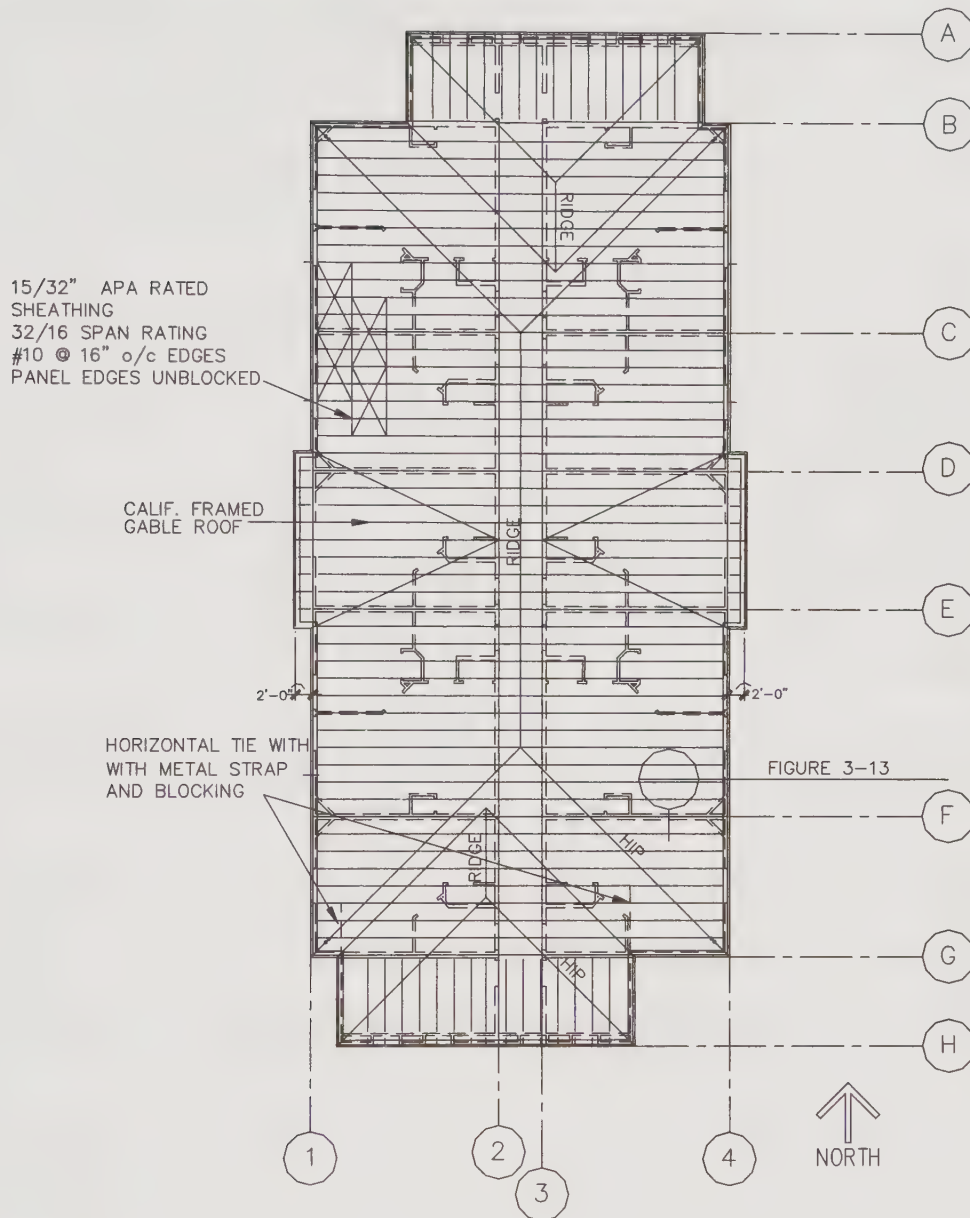 A
B
RIDGE
15/32" APA RATED
SHEATHING
32/16 SPAN RATING
#10 @ 16" o/c EDGES
PANEL EDGES UNBLOCKED
C
D
CALIF. FRAMED
GABLE ROOF
RIDGE
E
2'-0"
2'-0"
HORIZONTAL TIE WITH
WITH METAL STRAP
AND BLOCKING
FIGURE 3-13
F
HIP
RIDGE
G
HIP
H
1
2
3
4
NORTH